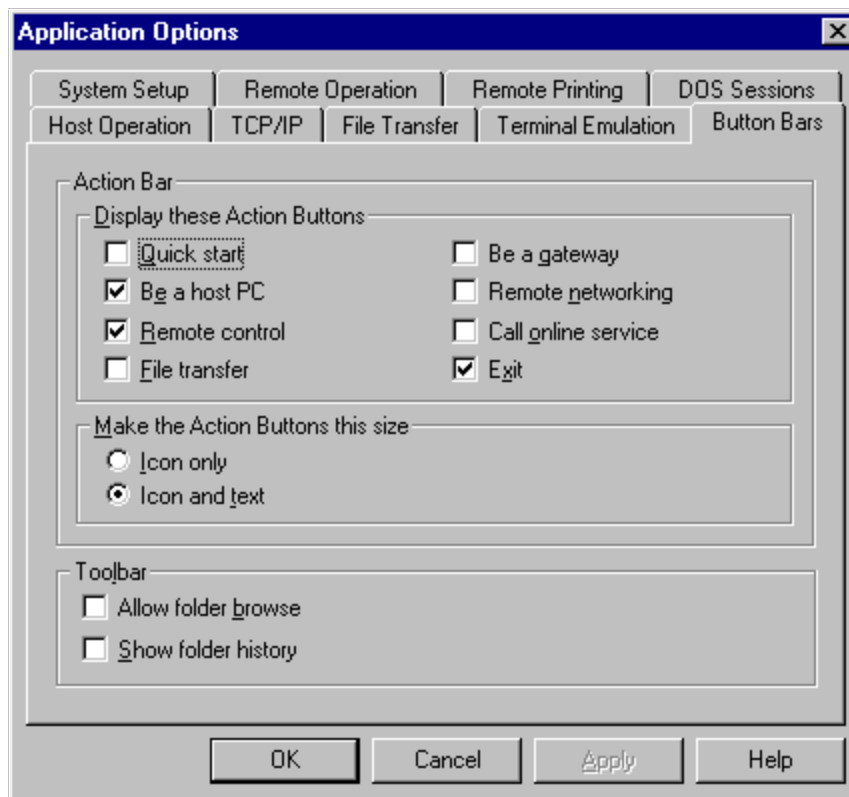 Application Options
System Setup Remote Operation Remote Printing DOS Sessions
Host Operation TCP/IP File Transfer Terminal Emulation Button Bars
Action Bar
Display these Action Buttons
Quick start Be a gateway
Be a host PC Remote networking
Remote control Call online service
File transfer Exit
Make the Action Buttons this size
Icon only
Icon and text
Toolbar
Allow folder browse
Show folder history
OK Cancel Apply Help